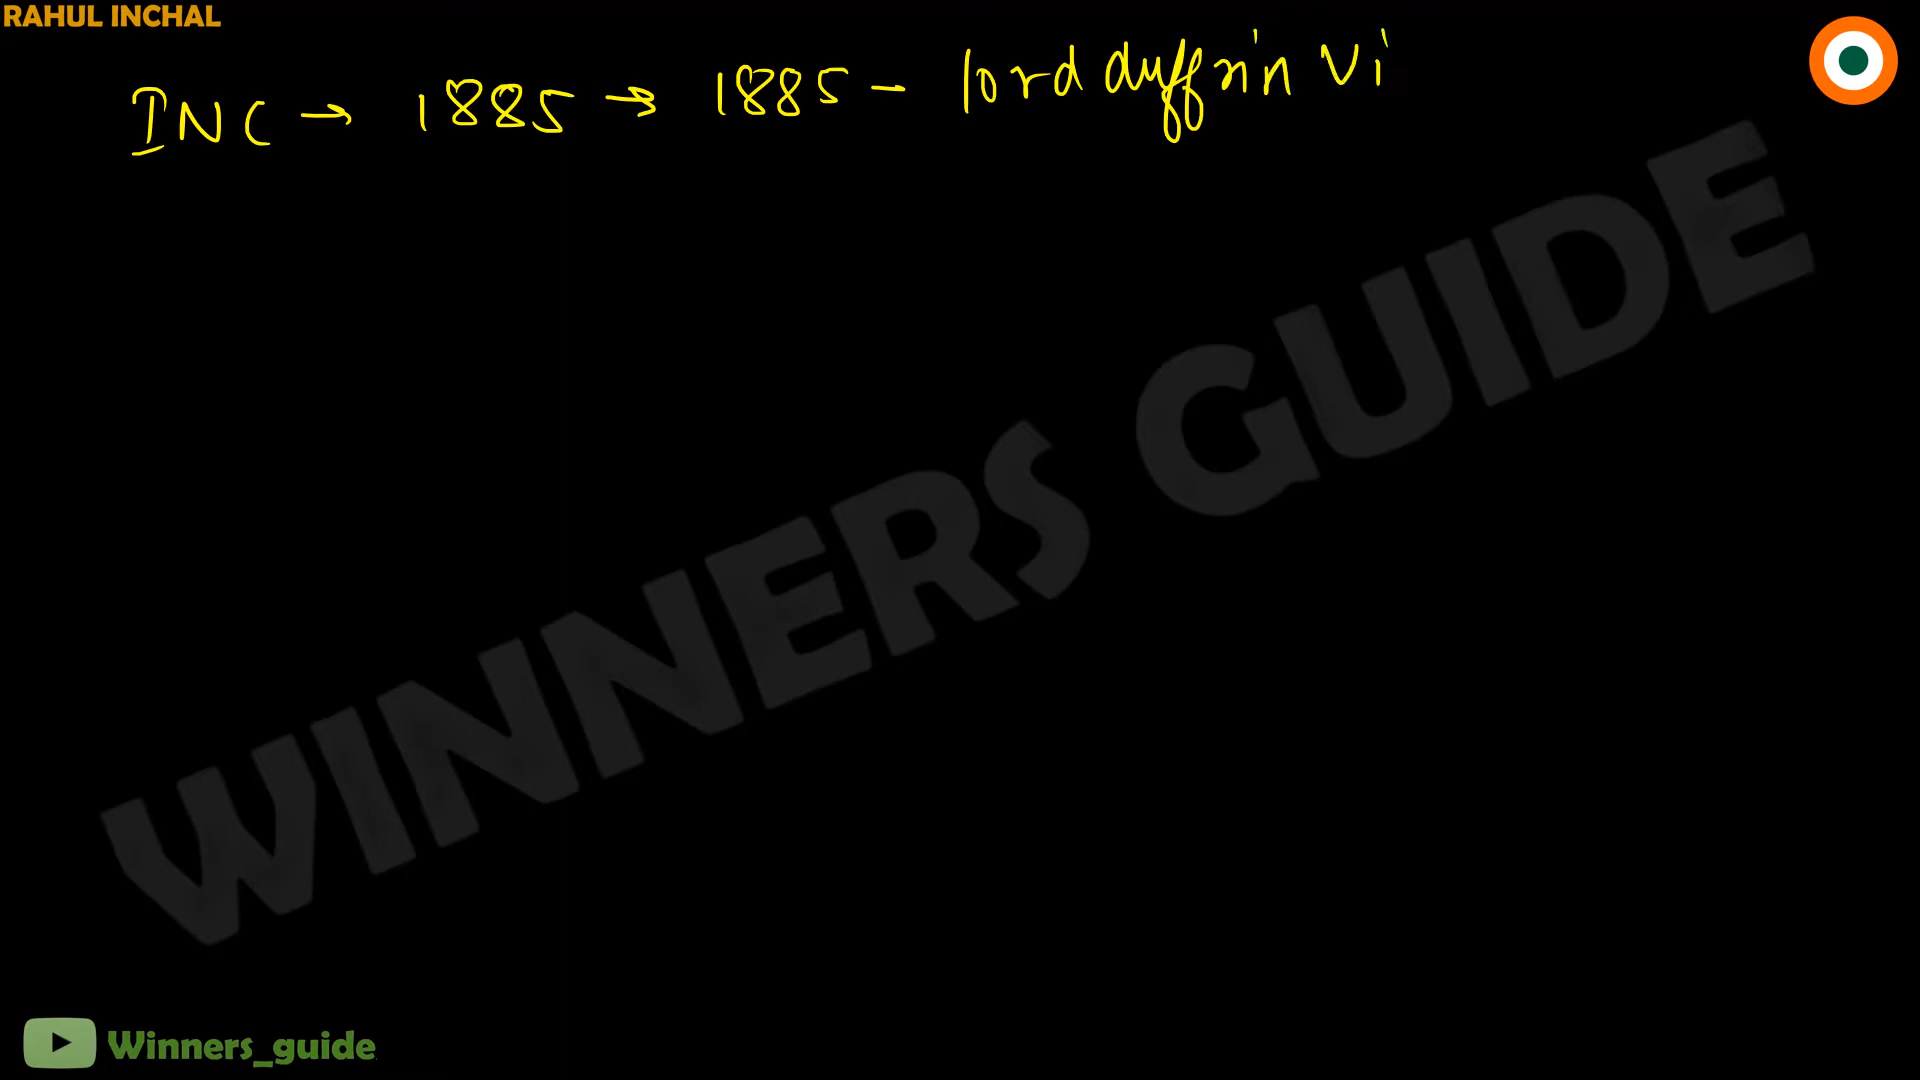 RAHUL INCHAL
INC → 1885 → 1885 - lord duffrin Vi
WINNERS GUIDE
Winners_guide